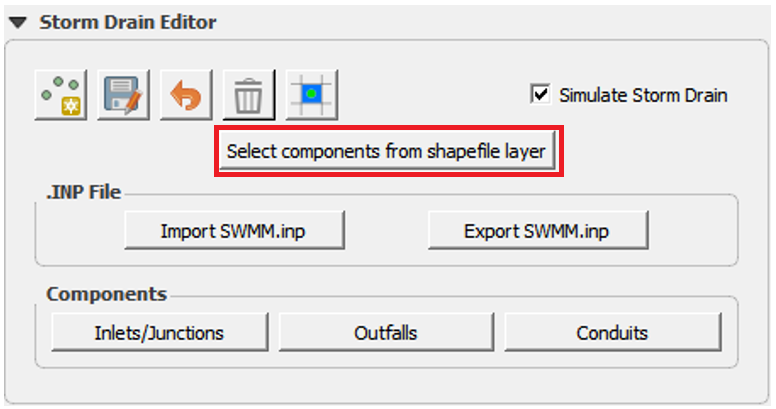 Storm Drain Editor
Simulate Storm Drain
Select components from shapefile layer
.INP File
Import SWMM.inp
Export SWMM.inp
Components
Inlets/Junctions
Outfalls
Conduits